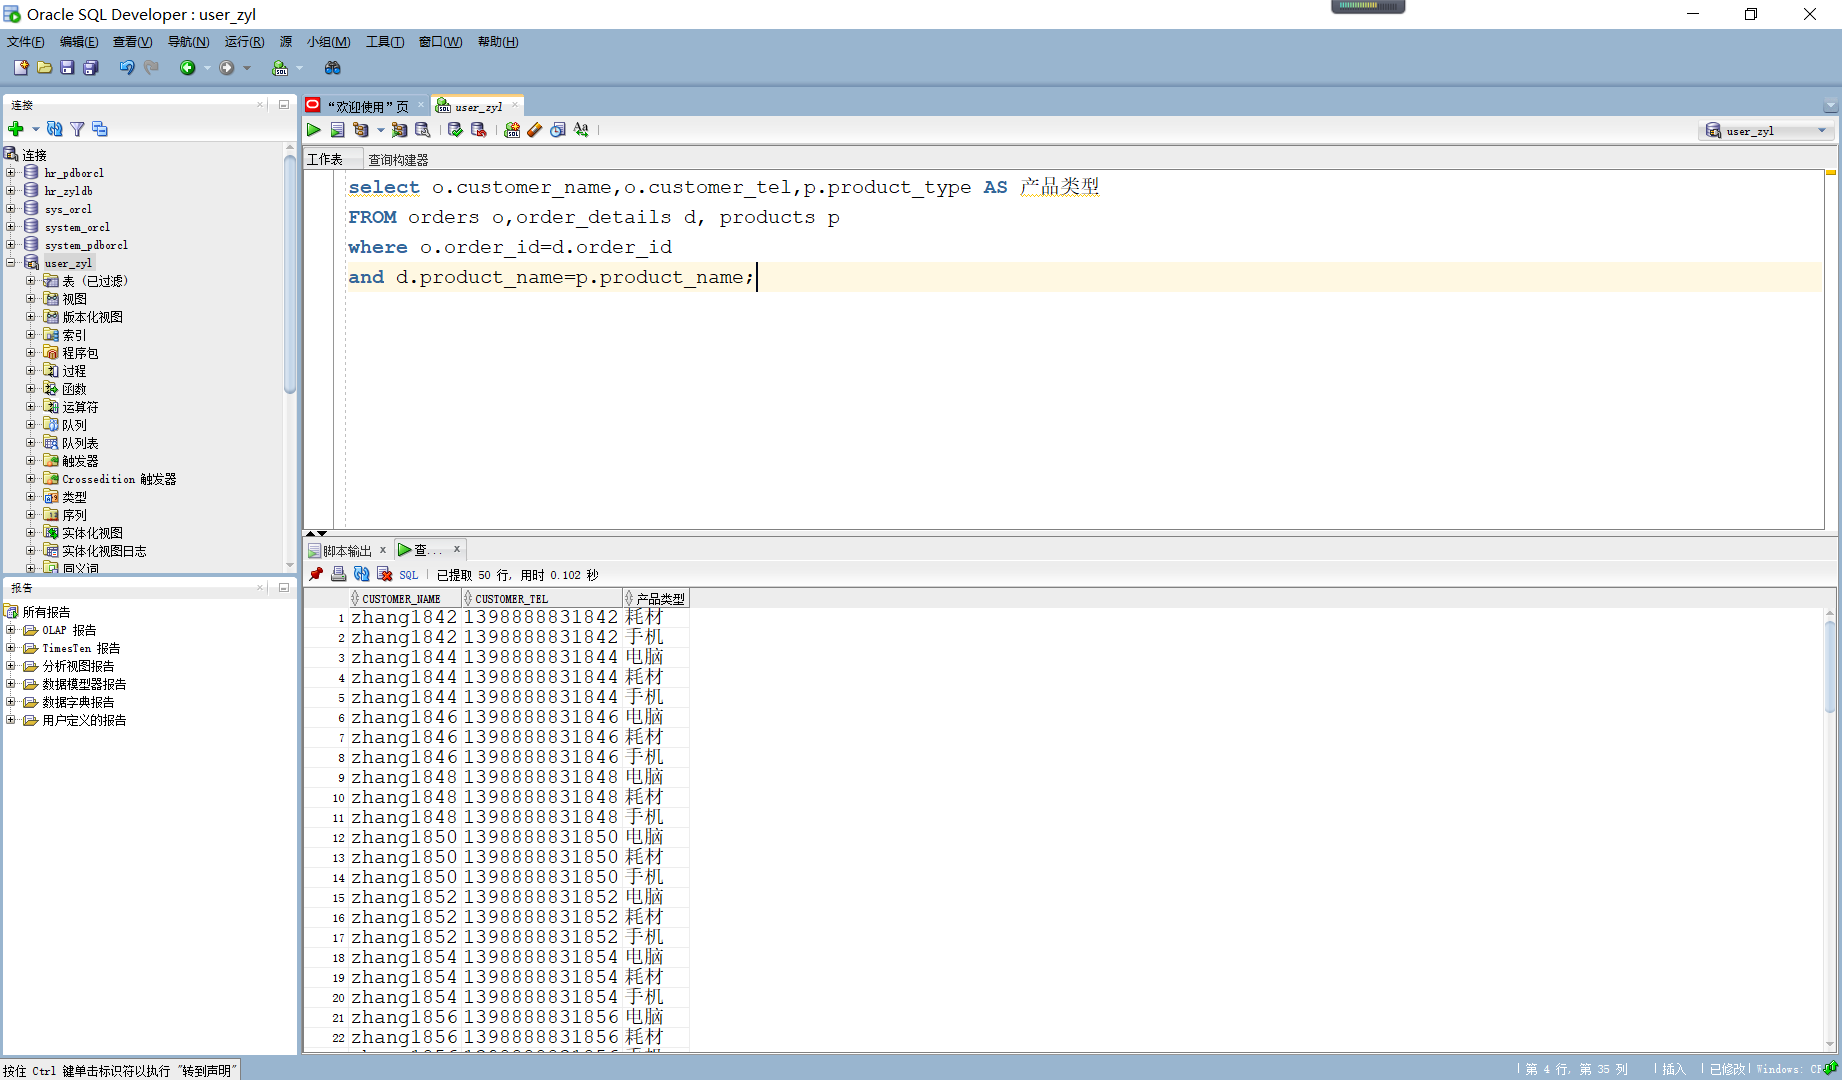 Oracle SQL Developer : user_zyl
文件(F) 编辑(E) 查看(V) 导航(N) 运行(R) 源 小组(M) 工具(T) 窗口(W) 帮助(H)
连接
连接
hr_pdborcl
hr_zyldb
sys_orcl
system_orcl
system_pdborcl
user_zyl
表 (已过滤)
视图
版本化视图
索引
程序包
过程
函数
运算符
队列
队列表
触发器
Crossedition 触发器
类型
序列
实体化视图
实体化视图日志
同义词
报告
所有报告
OLAP 报告
TimesTen 报告
分析视图报告
数据模型器报告
数据字典报告
用户定义的报告
“欢迎使用”页 user_zyl
user_zyl
工作表 查询构建器
select o.customer_name,o.customer_tel,p.product_type AS 产品类型
FROM orders o,order_details d, products p
where o.order_id=d.order_id
and d.product_name=p.product_name;
脚本输出 x 查... x
SQL 已提取 50 行, 用时 0.102 秒
CUSTOMER_NAME CUSTOMER_TEL 产品类型
1 zhang1842 1398888831842 耗材
2 zhang1842 1398888831842 手机
3 zhang1844 1398888831844 电脑
4 zhang1844 1398888831844 耗材
5 zhang1844 1398888831844 手机
6 zhang1846 1398888831846 电脑
7 zhang1846 1398888831846 耗材
8 zhang1846 1398888831846 手机
9 zhang1848 1398888831848 电脑
10 zhang1848 1398888831848 耗材
11 zhang1848 1398888831848 手机
12 zhang1850 1398888831850 电脑
13 zhang1850 1398888831850 耗材
14 zhang1850 1398888831850 手机
15 zhang1852 1398888831852 电脑
16 zhang1852 1398888831852 耗材
17 zhang1852 1398888831852 手机
18 zhang1854 1398888831854 电脑
19 zhang1854 1398888831854 耗材
20 zhang1854 1398888831854 手机
21 zhang1856 1398888831856 电脑
22 zhang1856 1398888831856 耗材
按住 Ctrl 键单击标识符以执行 "转到声明"
第 4 行, 第 35 列 插入 已修改 Windows: